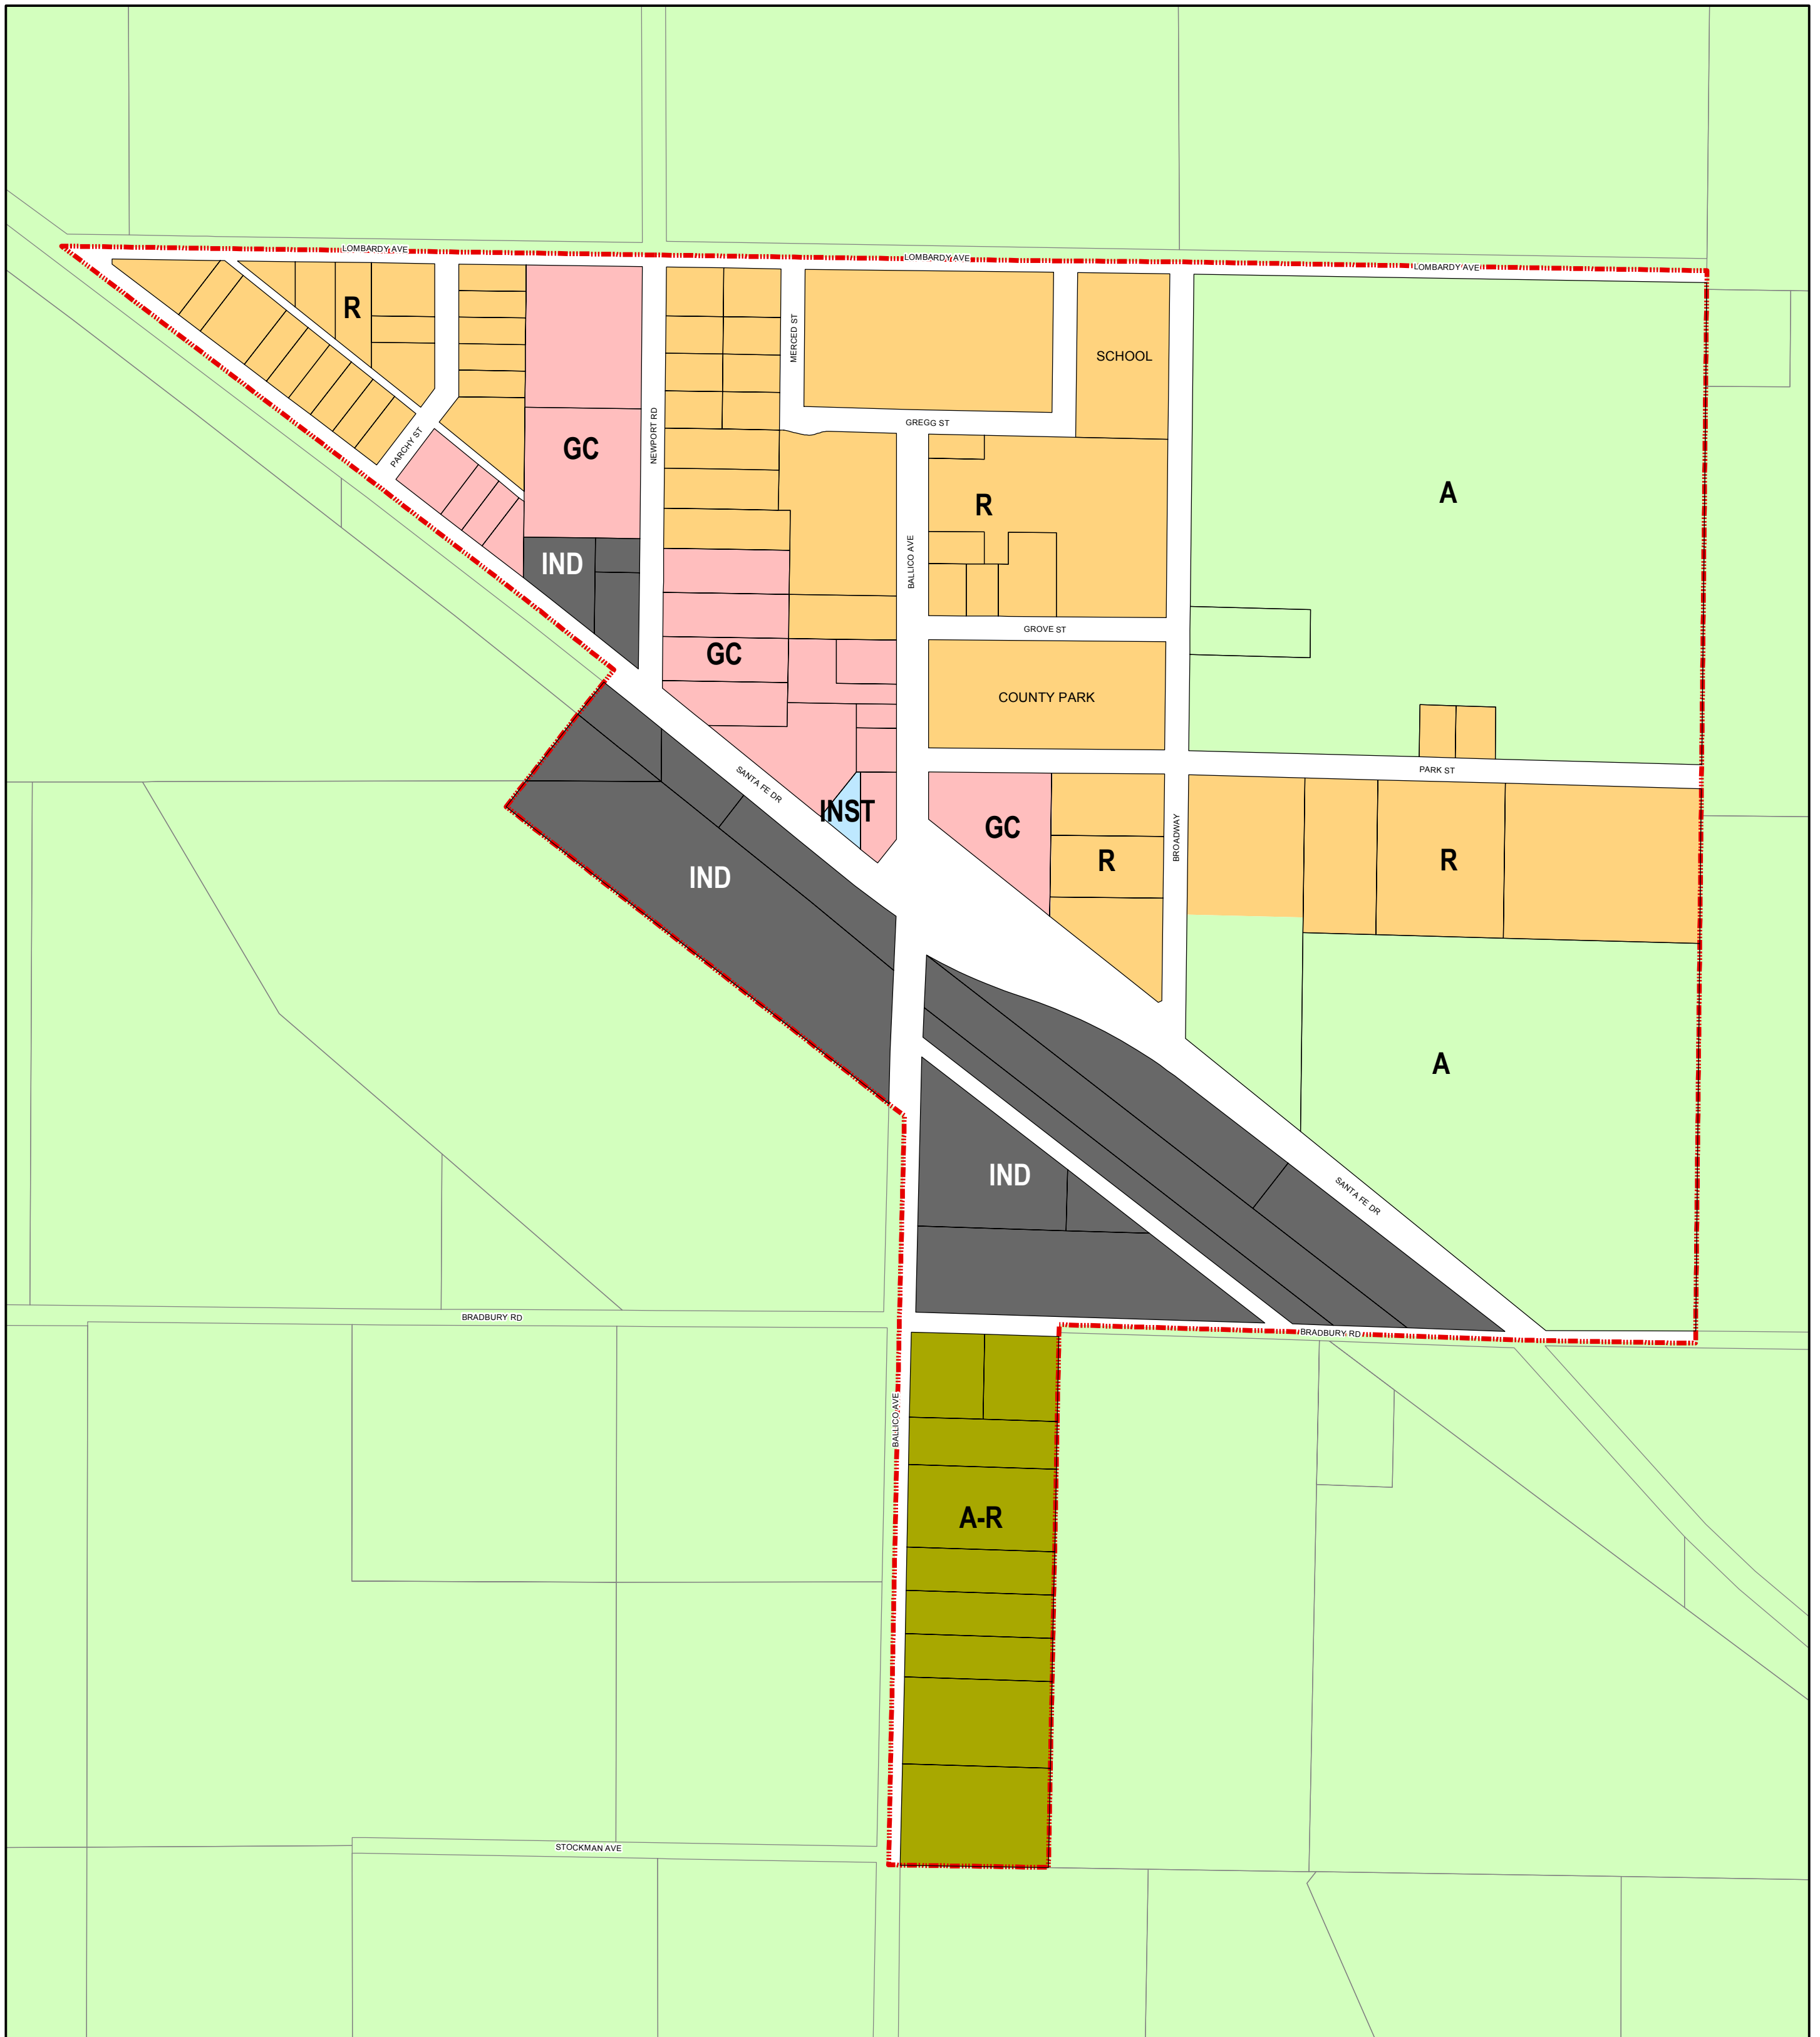 LOMBARDY AVE
LOMBARDY AVE
LOMBARDY AVE
R
MERCED ST
SCHOOL
NEWPORT RD
GREGG ST
PARCHY ST
GC
A
R
IND
BALLICO AVE
GROVE ST
GC
COUNTY PARK
PARK ST
SANTA FE DR
INST
GC
BROADWAY
R
R
IND
A
IND
SANTA FE DR
BRADBURY RD
BRADBURY RD
BALLICO AVE
A-R
STOCKMAN AVE